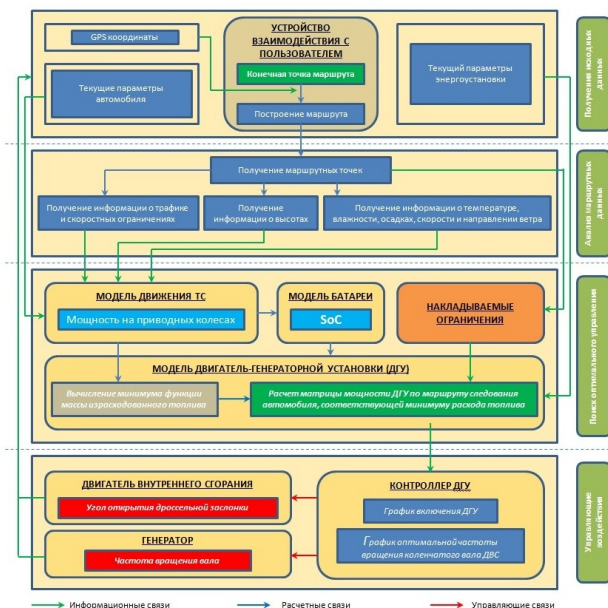 GPS координаты
УСТРОЙСТВО
ВЗАИМОДЕЙСТВИЯ С
ПОЛЬЗОВАТЕЛЕМ
Конечная точка маршрута
Построение маршрута
Текущие параметры
автомобиля
Текущий параметры
энергоустановки
Получения исходных
данных
Получение маршрутных точек
Получение информации о трафике
и скоростных ограничениях
Получение
информации о высотах
Получение информации о температуре,
влажности, осадках, скорости и направлении ветра
Анализ маршрутных
данных
МОДЕЛЬ ДВИЖЕНИЯ ТС
Мощность на приводных колесах
МОДЕЛЬ БАТАРЕИ
SoC
НАКЛАДЫВАЕМЫЕ
ОГРАНИЧЕНИЯ
МОДЕЛЬ ДВИГАТЕЛЬ-ГЕНЕРАТОРНОЙ УСТАНОВКИ (ДГУ)
Вычисление минимума функции
массы израсходованного топлива
Расчет матрицы мощности ДГУ по маршруту следования
автомобиля, соответствующей минимуму расхода топлива
Поиск оптимального управления
ДВИГАТЕЛЬ ВНУТРЕННЕГО СГОРАНИЯ
Угол открытия дроссельной заслонки
ГЕНЕРАТОР
Частота вращения вала
КОНТРОЛЛЕР ДГУ
График включения ДГУ
График оптимальной частоты
вращения коленчатого вала ДВС
Управляющие
воздействия
Информационные связи
Расчетные связи
Управляющие связи